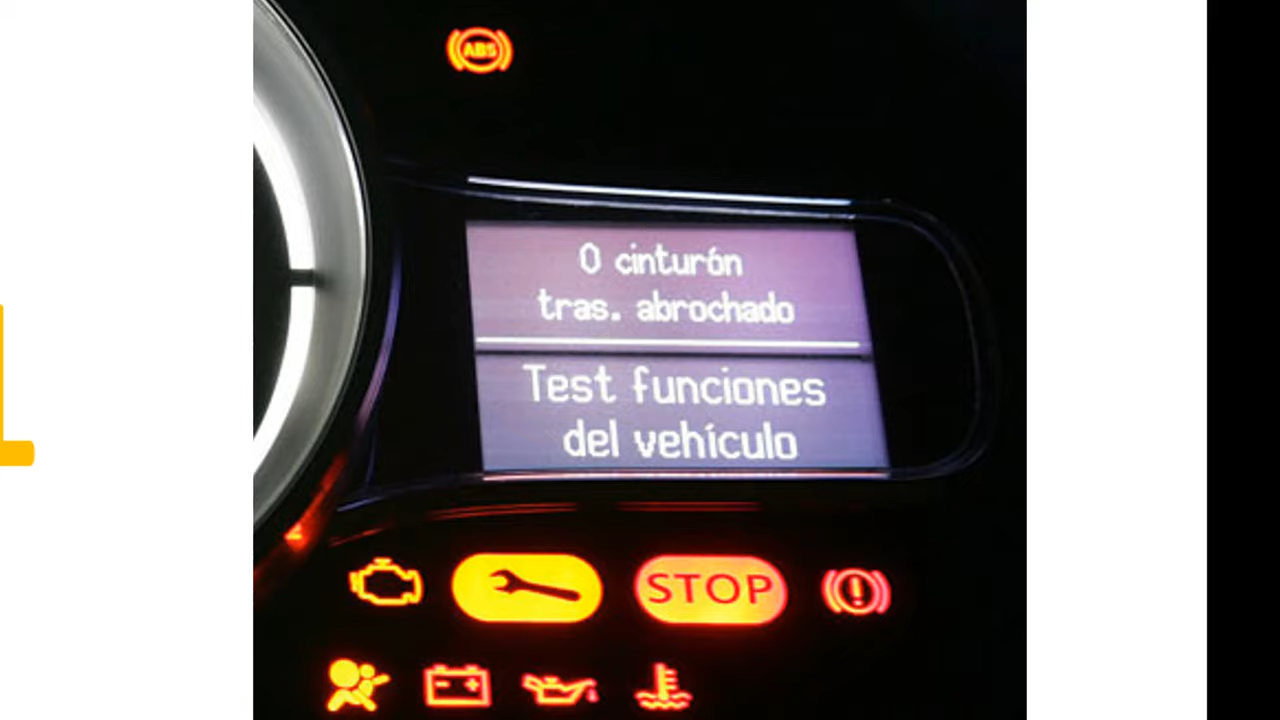 ABS
0 cinturón
tras. abrochado
Test funciones
del vehículo
STOP